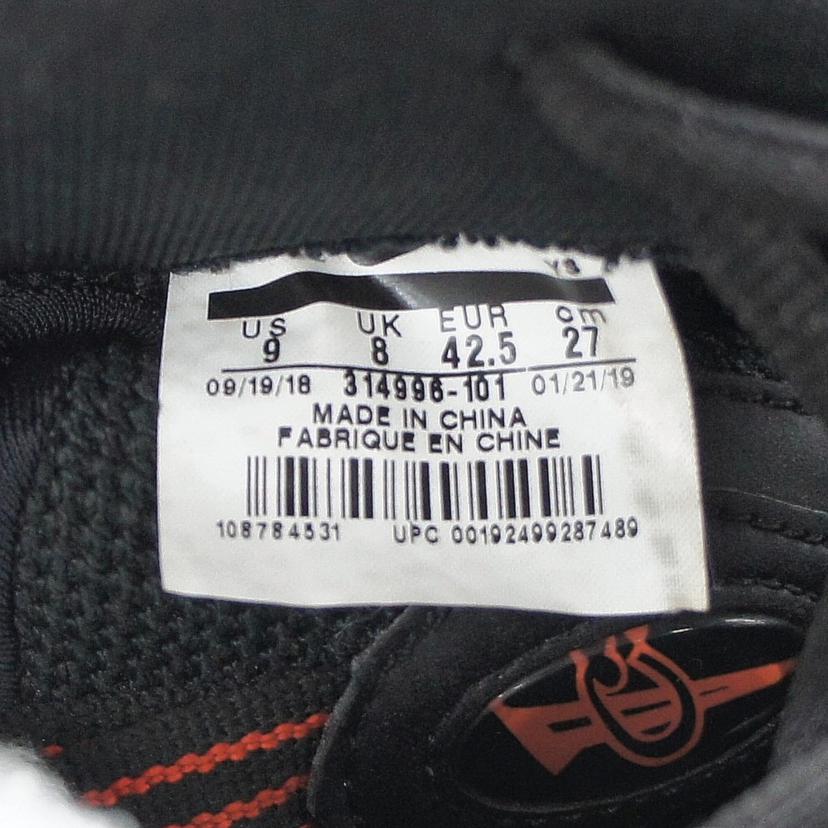 YS
US UK EUR cm
9 8 42.5 27
09/19/18 314996-101 01/21/19
MADE IN CHINA
FABRIQUE EN CHINE
108784531 UPC 00192499287489